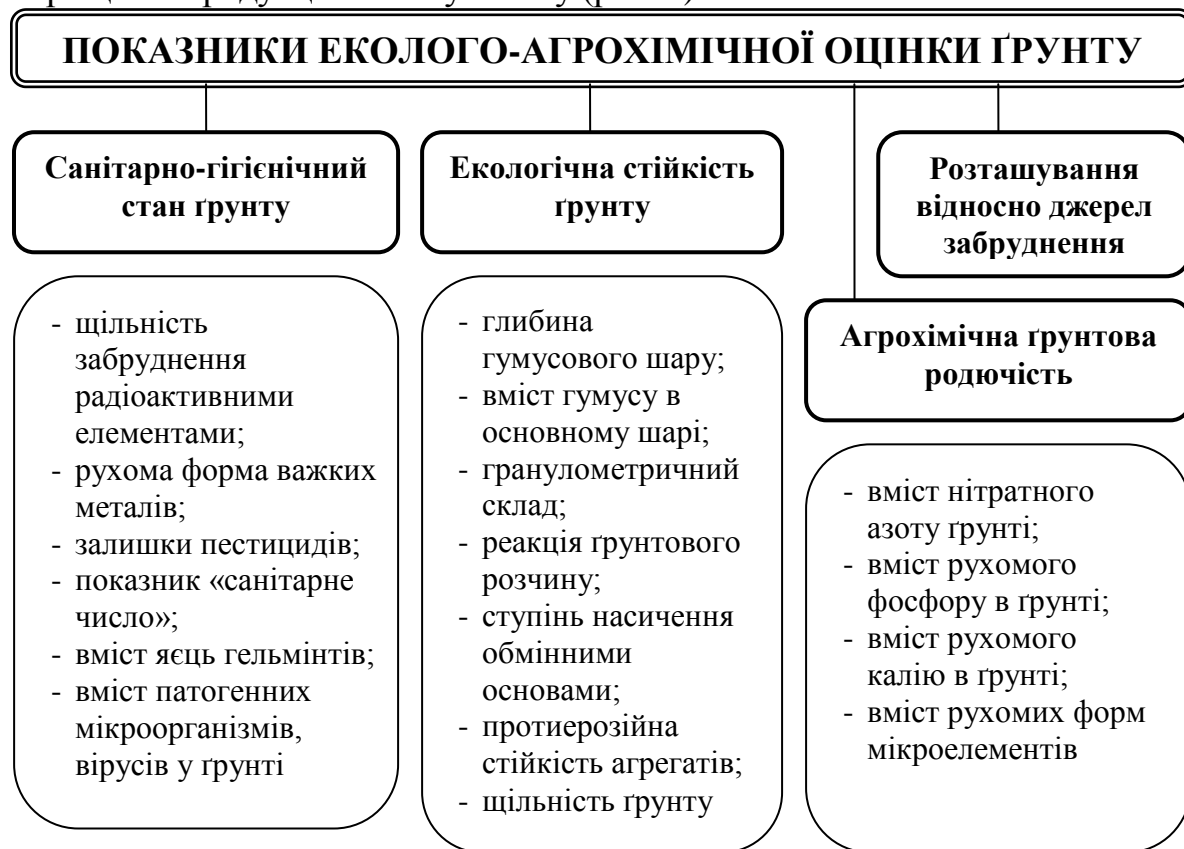 ПОКАЗНИКИ ЕКОЛОГО-АГРОХІМІЧНОЇ ОЦІНКИ ҐРУНТУ
Санітарно-гігієнічний
стан ґрунту
- щільність
забруднення
радіоактивними
елементами;
- рухома форма важких
металів;
- залишки пестицидів;
- показник «санітарне
число»;
- вміст яєць гельмінтів;
- вміст патогенних
мікроорганізмів,
вірусів у ґрунті
Екологічна стійкість
ґрунту
- глибина
гумусового шару;
- вміст гумусу в
основному шарі;
- гранулометричний
склад;
- реакція ґрунтового
розчину;
- ступінь насичення
обмінними
основами;
- протиерозійна
стійкість агрегатів;
- щільність ґрунту
Розташування
відносно джерел
забруднення
Агрохімічна ґрунтова
родючість
- вміст нітратного
азоту ґрунті;
- вміст рухомого
фосфору в ґрунті;
- вміст рухомого
калію в ґрунті;
- вміст рухомих форм
мікроелементів